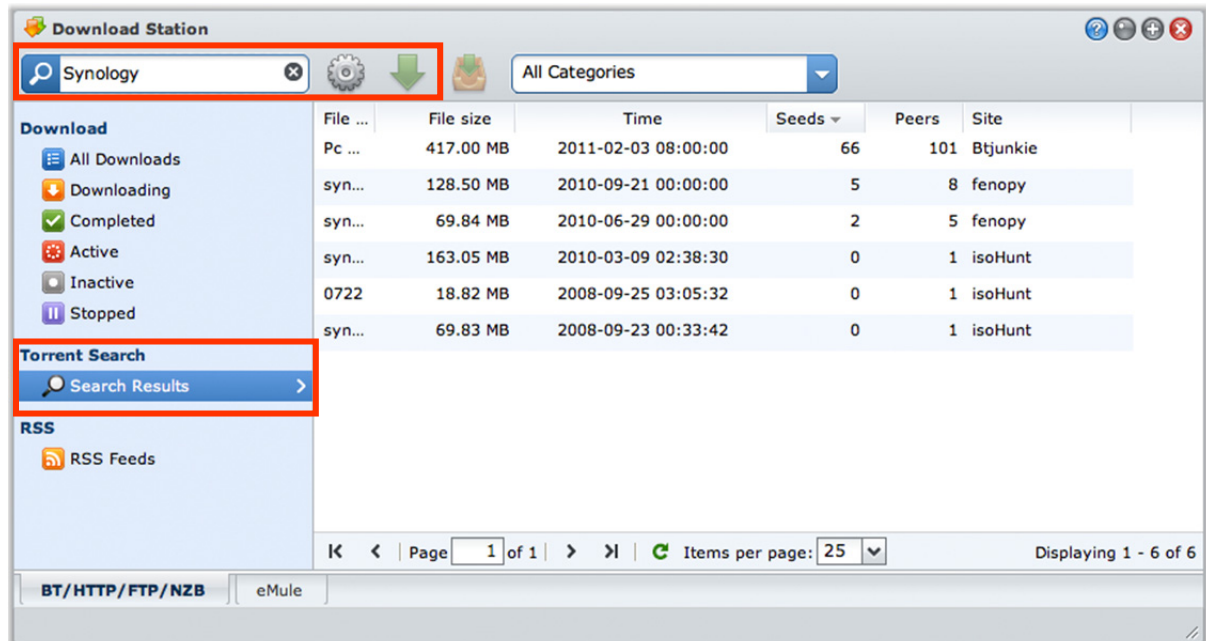 Download Station
Synology
All Categories
Download
All Downloads
Downloading
Completed
Active
Inactive
Stopped
Torrent Search
Search Results
RSS
RSS Feeds
File ... File size Time Seeds Peers Site
Pc ... 417.00 MB 2011-02-03 08:00:00 66 101 Btjunkie
syn... 128.50 MB 2010-09-21 00:00:00 5 8 fenopy
syn... 69.84 MB 2010-06-29 00:00:00 2 5 fenopy
syn... 163.05 MB 2010-03-09 02:38:30 0 1 isoHunt
0722 18.82 MB 2008-09-25 03:05:32 0 1 isoHunt
syn... 69.83 MB 2008-09-23 00:33:42 0 1 isoHunt
Page 1 of 1 Items per page: 25 Displaying 1 - 6 of 6
BT/HTTP/FTP/NZB eMule